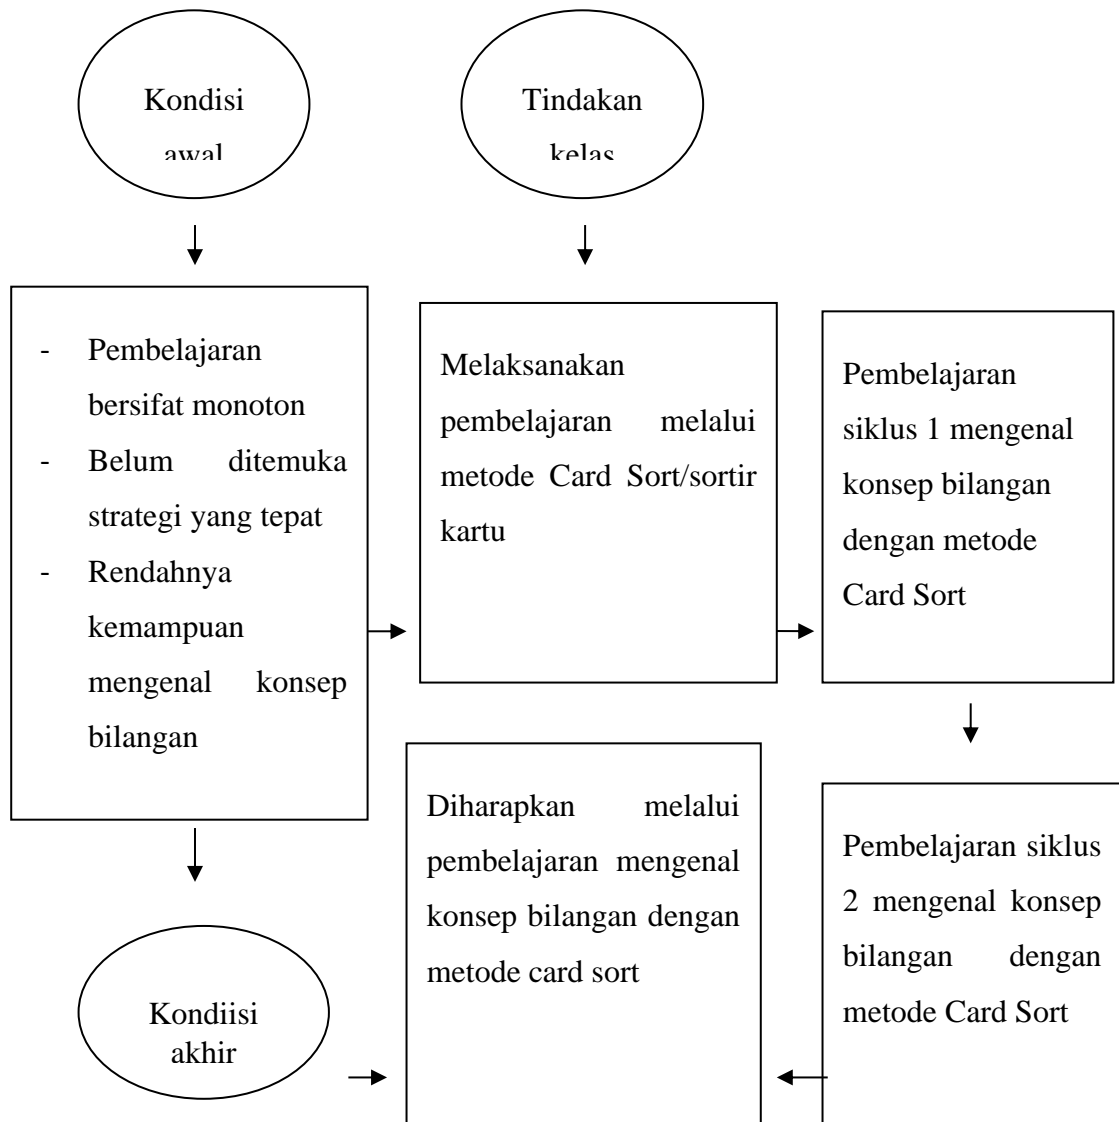 Kondisi
awal
Tindakan
kelas
- Pembelajaran
bersifat monoton
- Belum ditemuka
strategi yang tepat
- Rendahnya
kemampuan
mengenal konsep
bilangan
Melaksanakan
pembelajaran melalui
metode Card Sort/sortir
kartu
Pembelajaran
siklus 1 mengenal
konsep bilangan
dengan metode
Card Sort
Pembelajaran siklus
2 mengenal konsep
bilangan dengan
metode Card Sort
Diharapkan melalui
pembelajaran mengenal
konsep bilangan dengan
metode card sort
Kondiisi
akhir